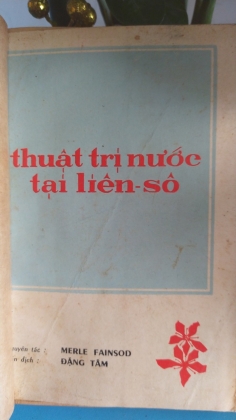 thuật trị nước
tại liên-sô
MERLE FAINSOD
ĐẶNG TÂM